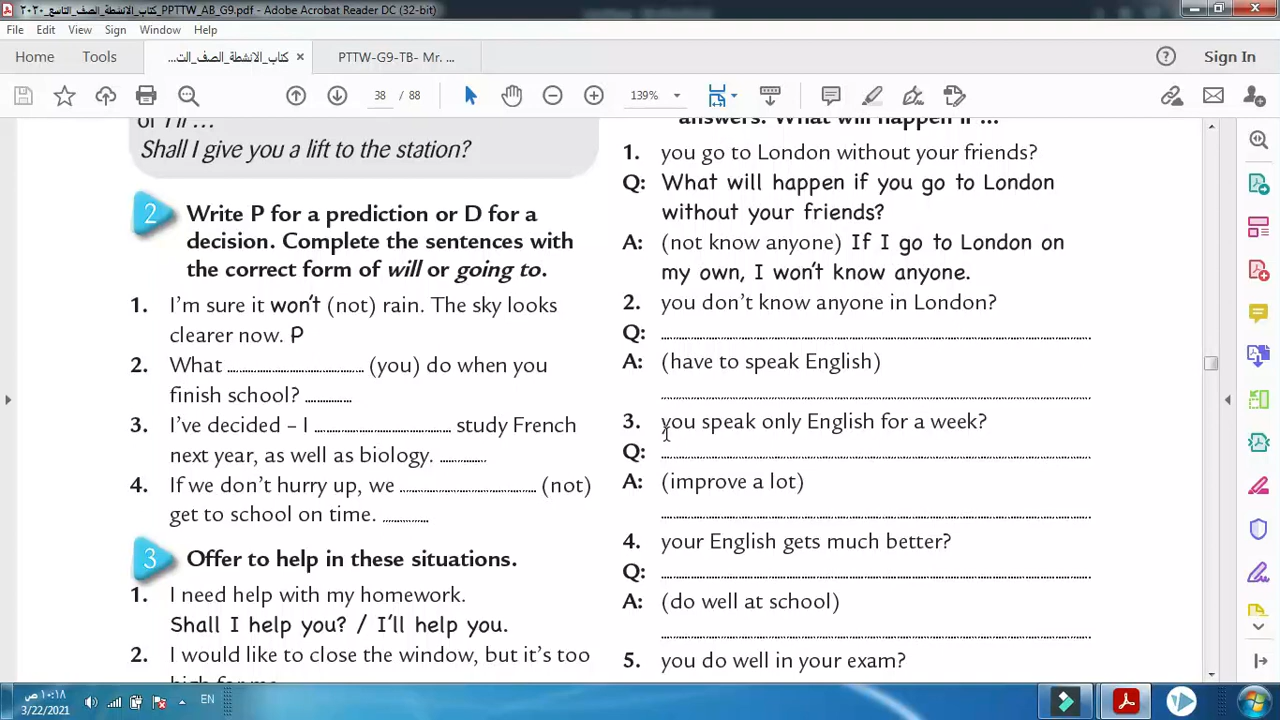 كتاب_الانشطة_الصف_التاسع_PPTTW_AB_G9.pdf - Adobe Acrobat Reader DC (32-bit)
File Edit View Sign Window Help
Home Tools كتاب_الانشطة_الصف_الت... × PTTW-G9-TB- Mr. ... Sign In
38 / 88 139%
or I'll …
Shall I give you a lift to the station?
2 Write P for a prediction or D for a
decision. Complete the sentences with
the correct form of will or going to.
1. I'm sure it won't (not) rain. The sky looks
clearer now. P
2. What ........................ (you) do when you
finish school? ............
3. I've decided – I ........................ study French
next year, as well as biology. ............
4. If we don't hurry up, we ........................ (not)
get to school on time. ............
3 Offer to help in these situations.
1. I need help with my homework.
Shall I help you? / I'll help you.
2. I would like to close the window, but it's too
high for me.
answers. What will happen if …
1. you go to London without your friends?
Q: What will happen if you go to London
without your friends?
A: (not know anyone) If I go to London on
my own, I won't know anyone.
2. you don't know anyone in London?
Q: ........................
A: (have to speak English)
........................
3. you speak only English for a week?
Q: ........................
A: (improve a lot)
........................
4. your English gets much better?
Q: ........................
A: (do well at school)
........................
5. you do well in your exam?
EN ١٠:١٨ ص
3/22/2021